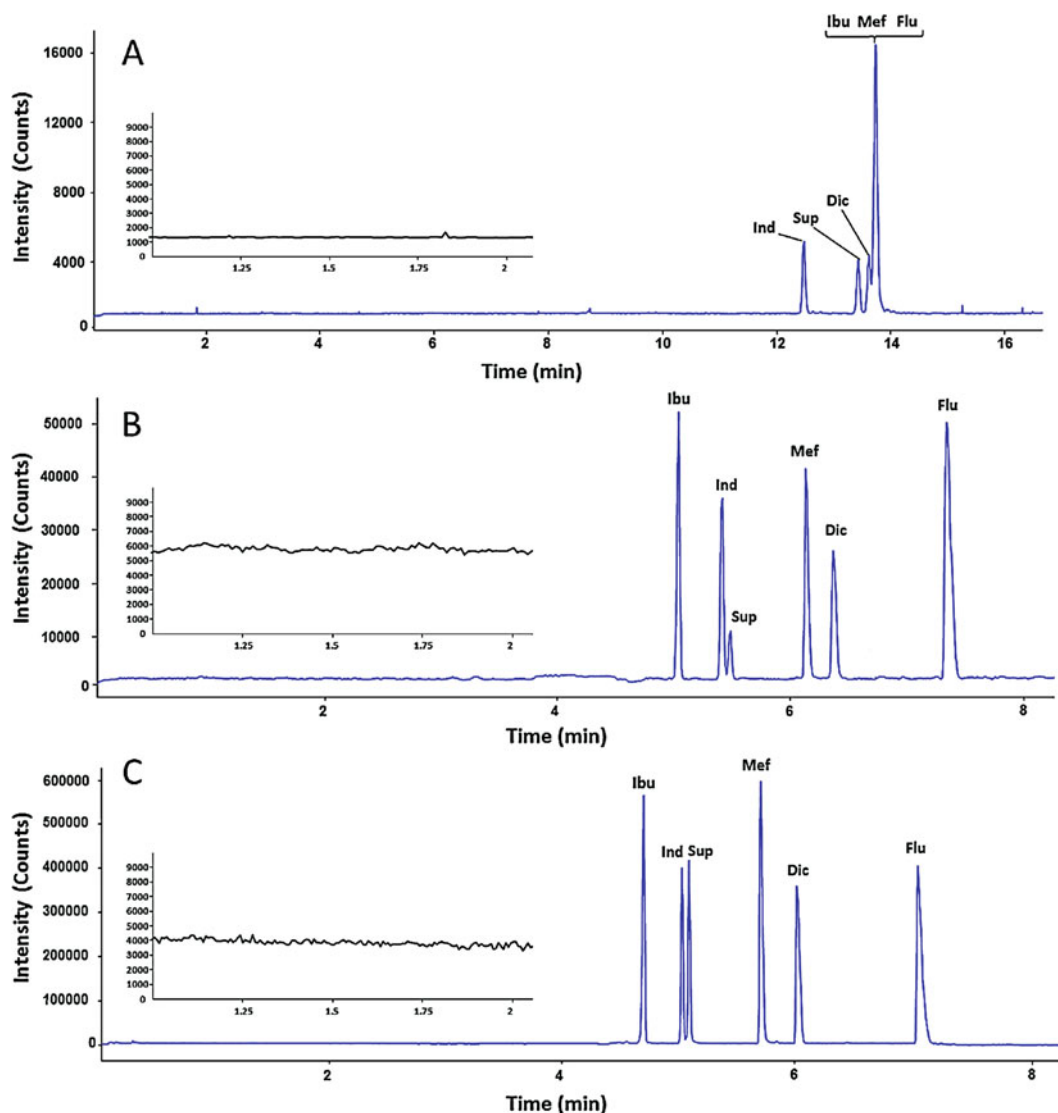 A
Ibu Mef Flu
Intensity (Counts)
16000
12000
8000
4000
0
9000
8000
7000
6000
5000
4000
3000
2000
1000
0
1.25 1.5 1.75 2
Ind
Sup
Dic
2 4 6 8 10 12 14 16
Time (min)
B
Intensity (Counts)
50000
40000
30000
20000
10000
0
9000
8000
7000
6000
5000
4000
3000
2000
1000
0
1.25 1.5 1.75 2
Ibu
Ind
Sup
Mef
Dic
Flu
2 4 6 8
Time (min)
C
Intensity (Counts)
600000
500000
400000
300000
200000
100000
0
9000
8000
7000
6000
5000
4000
3000
2000
1000
0
1.25 1.5 1.75 2
Ibu
Ind Sup
Mef
Dic
Flu
2 4 6 8
Time (min)